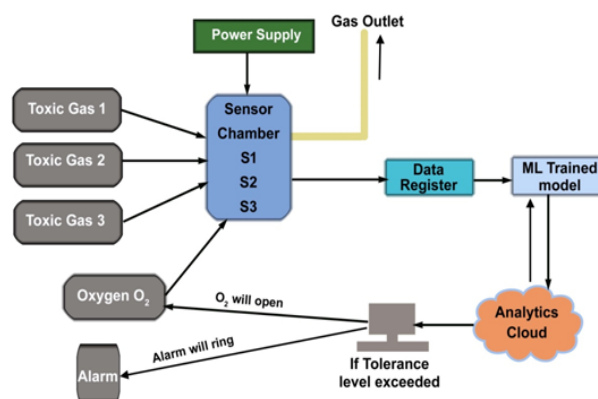 Gas Outlet
Power Supply
Toxic Gas 1
Toxic Gas 2
Toxic Gas 3
Sensor
Chamber
S1
S2
S3
Data
Register
ML Trained
model
Oxygen O₂
O₂ will open
Analytics
Cloud
Alarm will ring
Alarm
If Tolerance
level exceeded